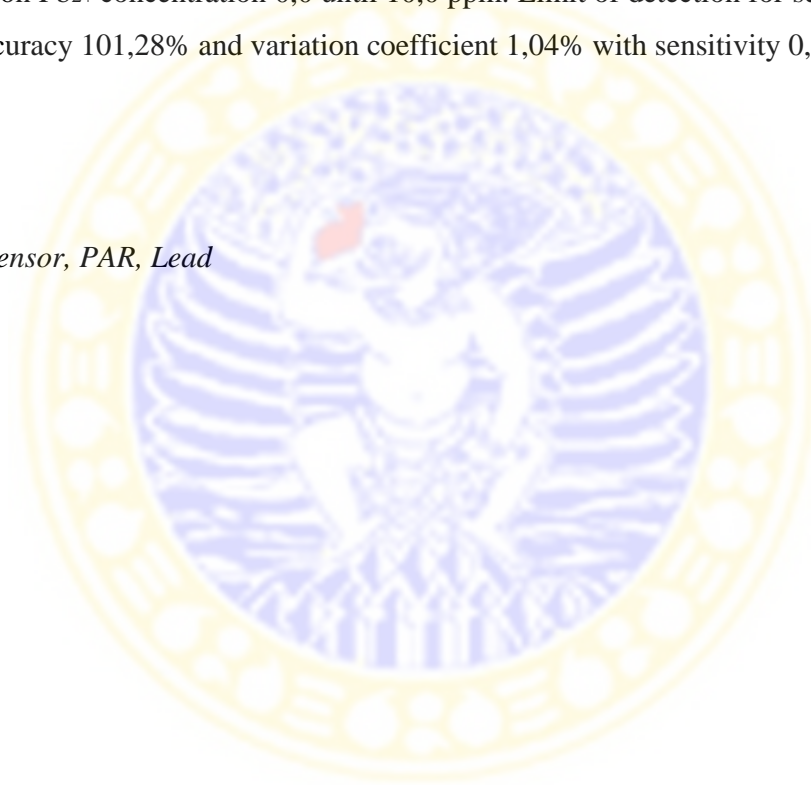 concentration 0,0 until 10,0 ppm. Limit of detection for
curacy 101,28% and variation coefficient 1,04% with sensitivity 0,
ensor, PAR, Lead